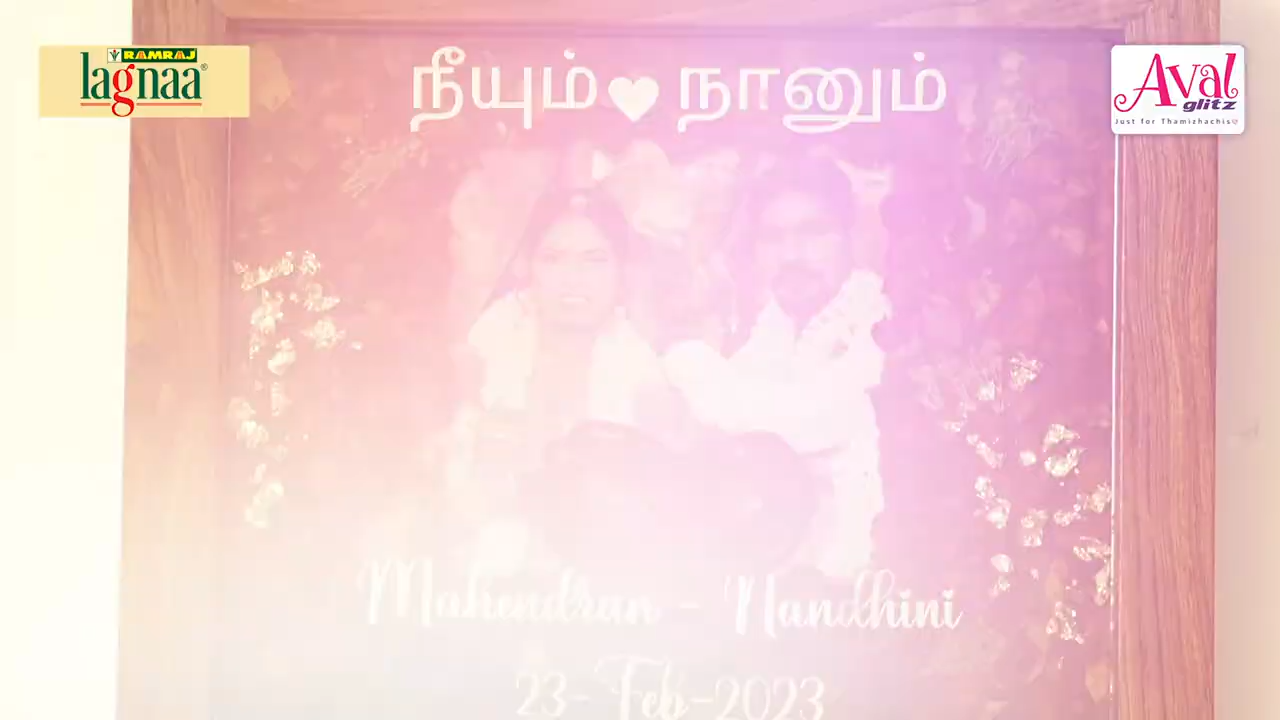 RAMRAJ
lagnaa®
Aval
glitz
Just for Thamizhachis
நீயும் நானும்
Mahendran - Nandhini
23-Feb-2023